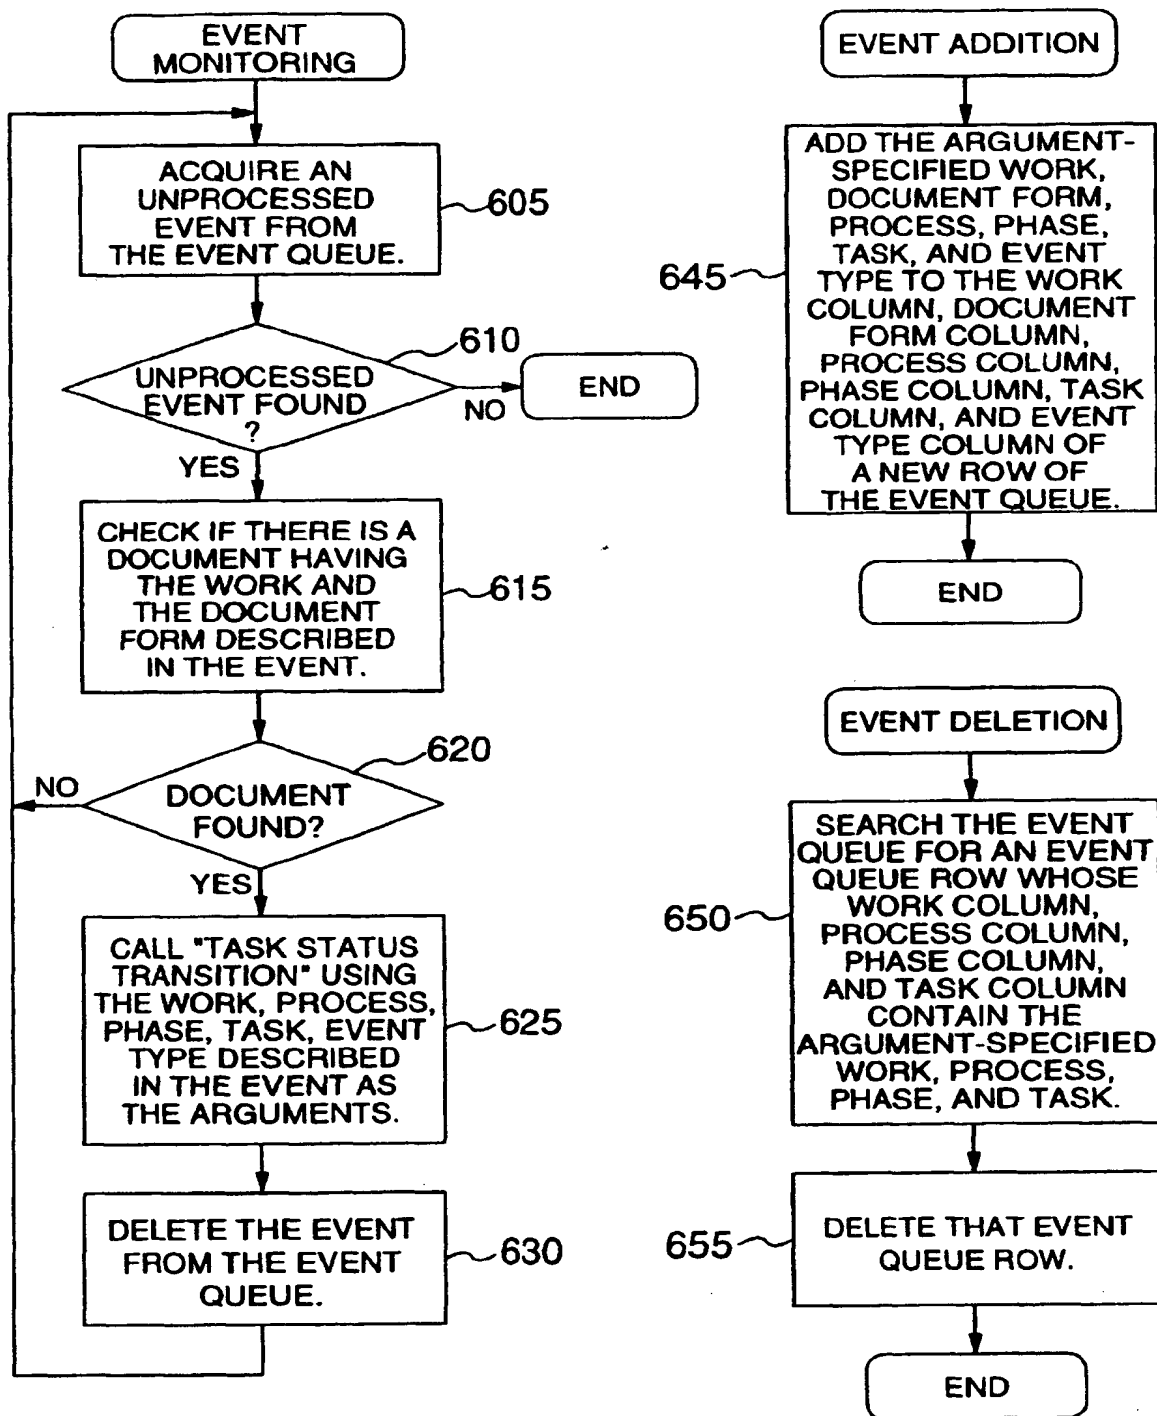 EVENT
MONITORING
ACQUIRE AN
UNPROCESSED
EVENT FROM
THE EVENT QUEUE.
605
610
UNPROCESSED
EVENT FOUND
?
NO
END
YES
CHECK IF THERE IS A
DOCUMENT HAVING
THE WORK AND
THE DOCUMENT
FORM DESCRIBED
IN THE EVENT.
615
620
NO
DOCUMENT
FOUND?
YES
CALL "TASK STATUS
TRANSITION" USING
THE WORK, PROCESS,
PHASE, TASK, EVENT
TYPE DESCRIBED
IN THE EVENT AS
THE ARGUMENTS.
625
DELETE THE EVENT
FROM THE EVENT
QUEUE.
630
EVENT ADDITION
ADD THE ARGUMENT-
SPECIFIED WORK,
DOCUMENT FORM,
PROCESS, PHASE,
TASK, AND EVENT
TYPE TO THE WORK
COLUMN, DOCUMENT
FORM COLUMN,
PROCESS COLUMN,
PHASE COLUMN, TASK
COLUMN, AND EVENT
TYPE COLUMN OF
A NEW ROW OF
THE EVENT QUEUE.
645
END
EVENT DELETION
SEARCH THE EVENT
QUEUE FOR AN EVENT
QUEUE ROW WHOSE
WORK COLUMN,
PROCESS COLUMN,
PHASE COLUMN,
AND TASK COLUMN
CONTAIN THE
ARGUMENT-SPECIFIED
WORK, PROCESS,
PHASE, AND TASK.
650
DELETE THAT EVENT
QUEUE ROW.
655
END